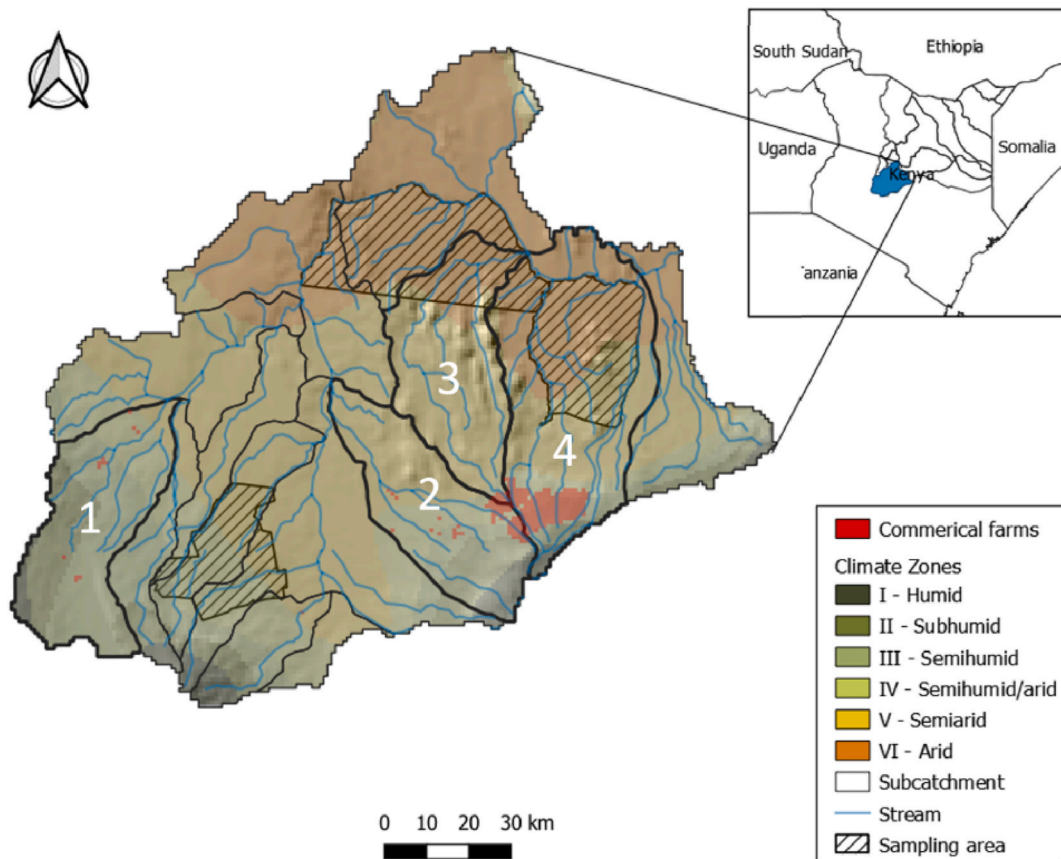 South Sudan
Ethiopia
Uganda
Kenya
Somalia
anzania
3
4
2
1
Commerical farms
Climate Zones
I - Humid
II - Subhumid
III - Semihumid
IV - Semihumid/arid
V - Semiarid
VI - Arid
Subcatchment
Stream
Sampling area
0 10 20 30 km